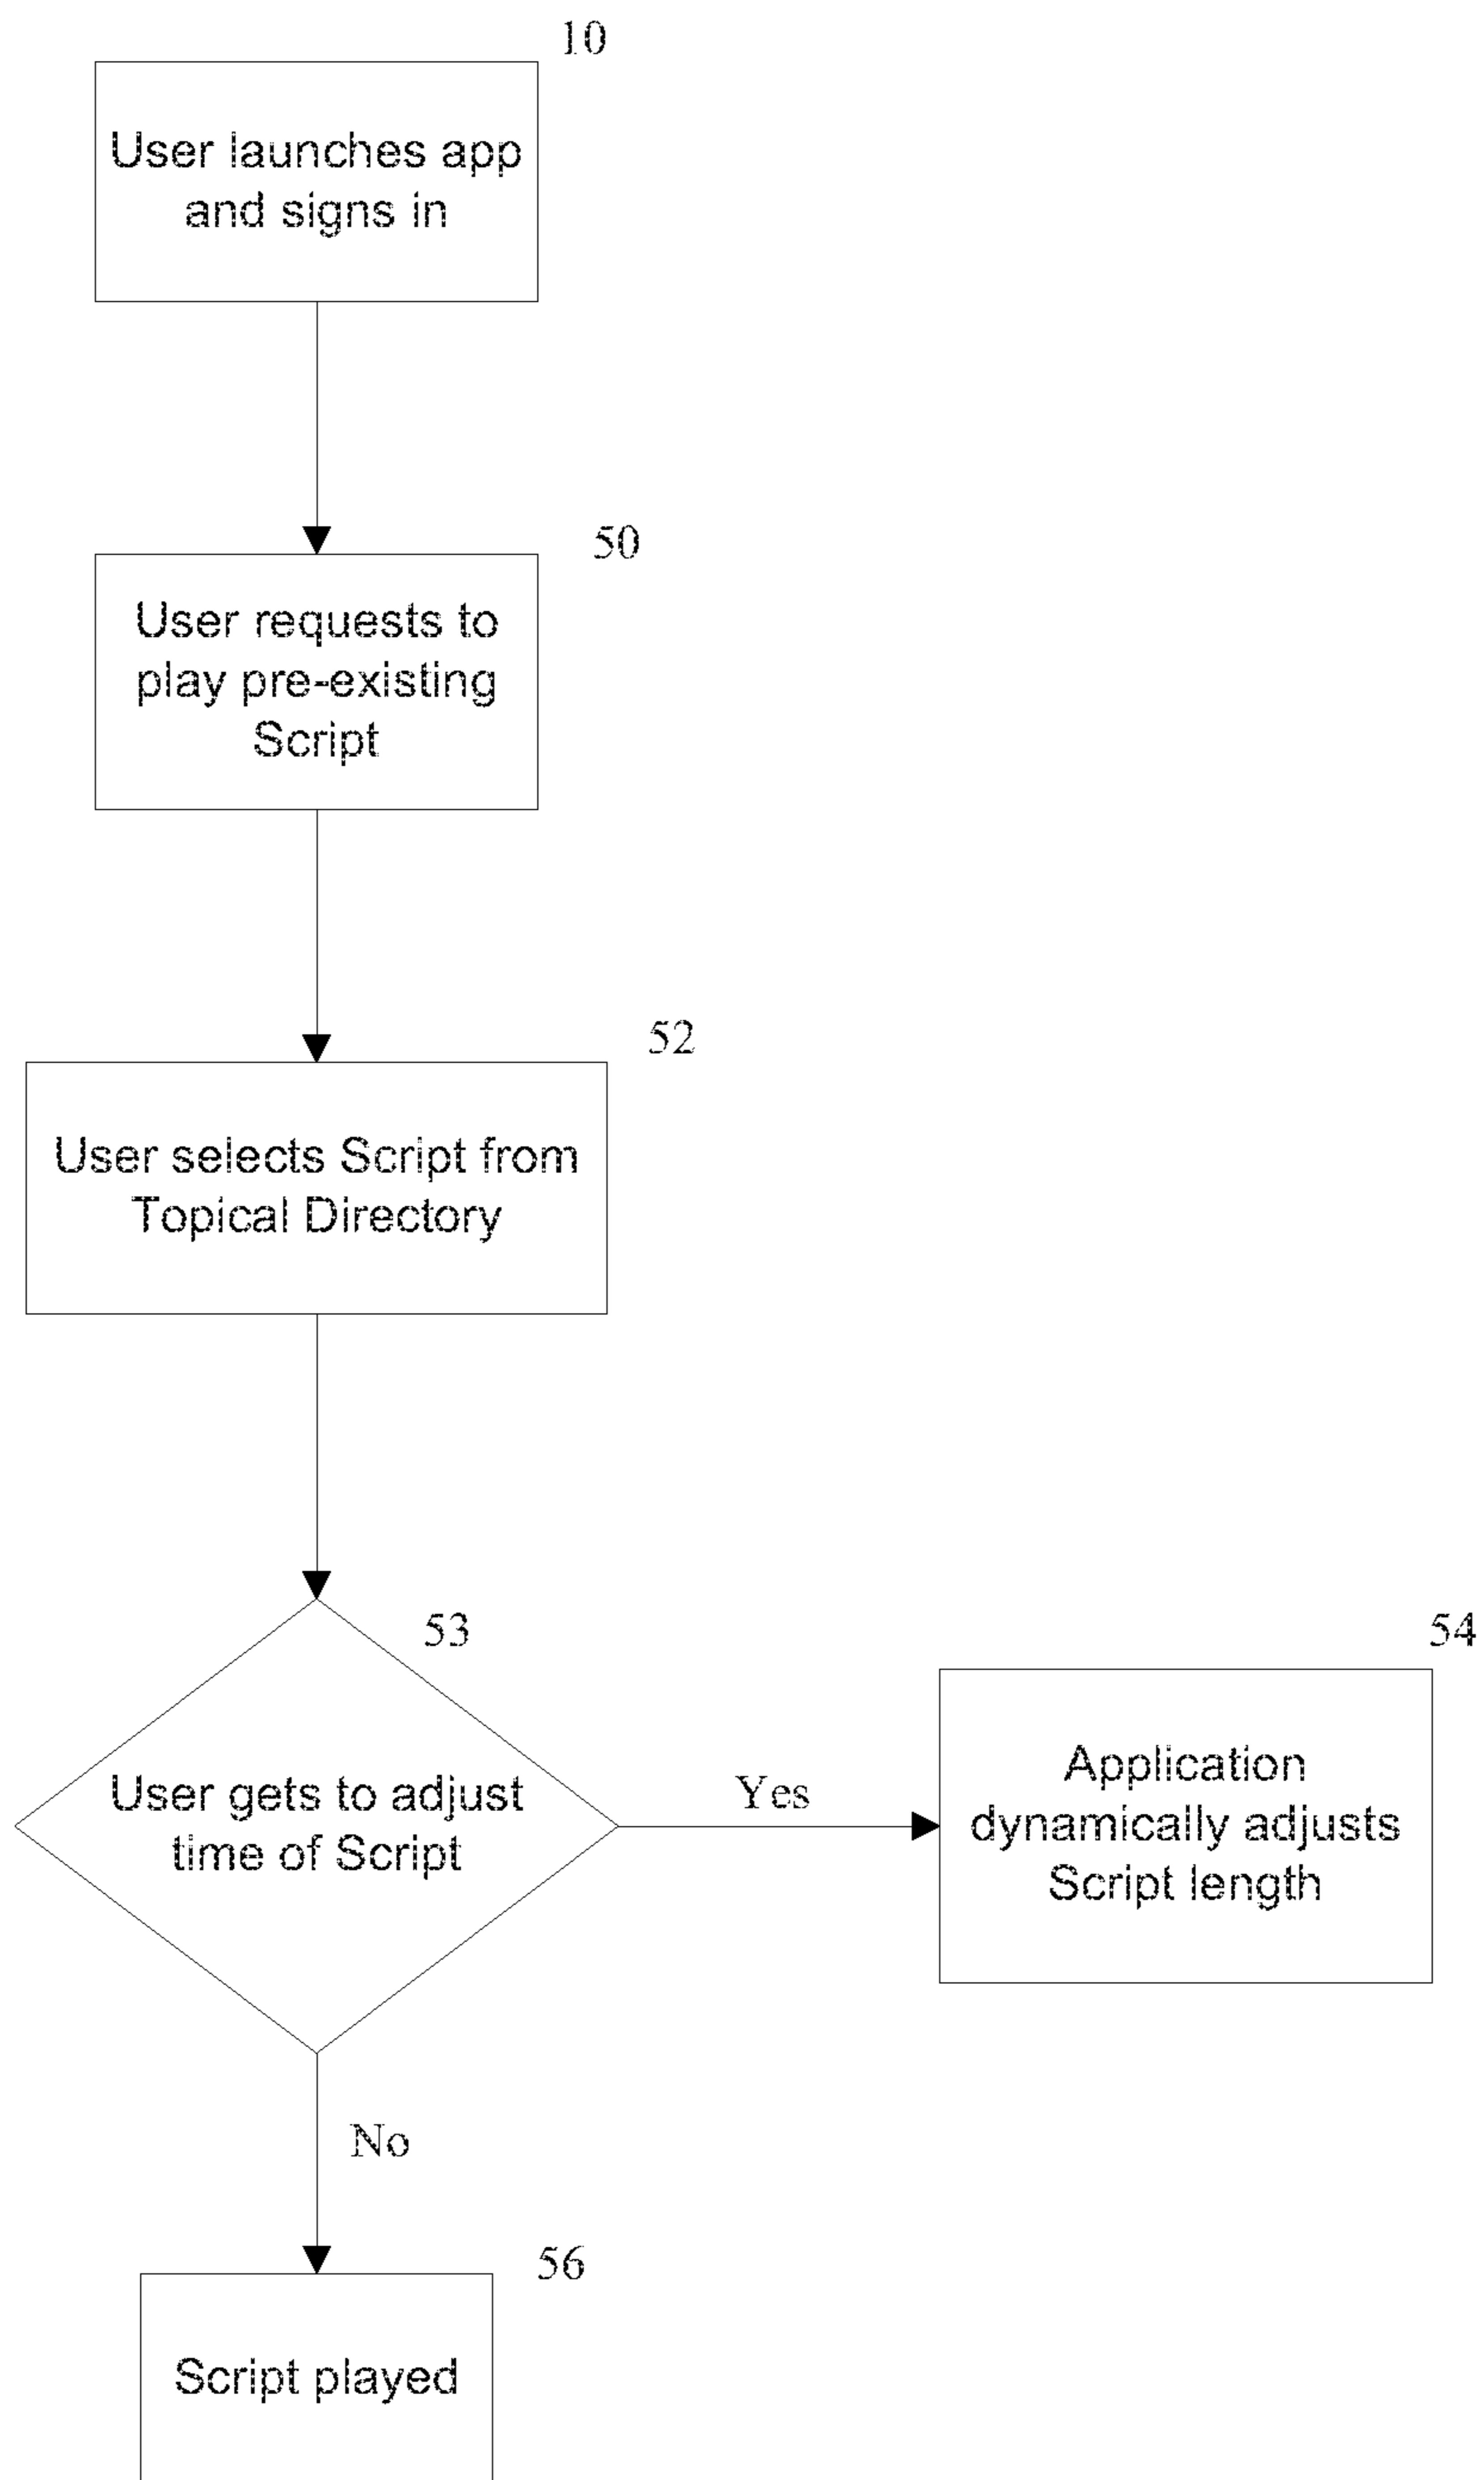 10
User launches app
and signs in
50
User requests to
play pre-existing
Script
52
User selects Script from
Topical Directory
53
User gets to adjust
time of Script
Yes
54
Application
dynamically adjusts
Script length
No
56
Script played